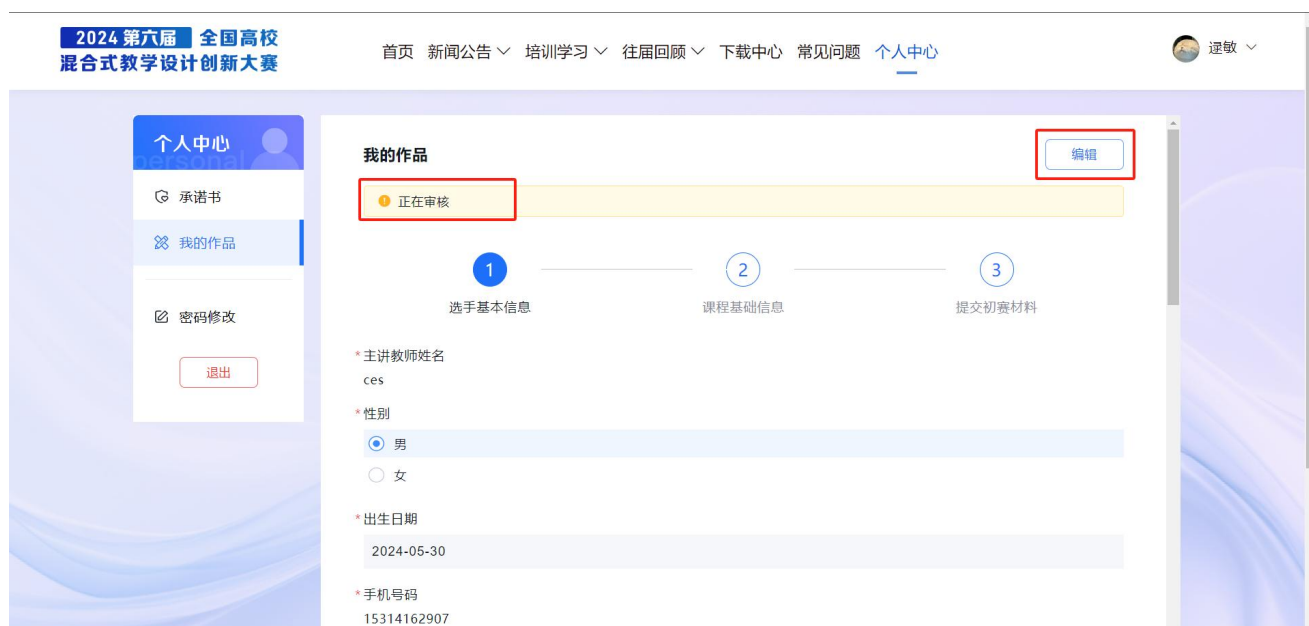 2024 第六届 全国高校
混合式教学设计创新大赛
首页 新闻公告 培训学习 往届回顾 下载中心 常见问题 个人中心
逯敏
个人中心
personal
承诺书
我的作品
密码修改
退出
我的作品
编辑
正在审核
1 2 3
选手基本信息 课程基础信息 提交初赛材料
*主讲教师姓名
ces
*性别
男
女
*出生日期
2024-05-30
*手机号码
15314162907